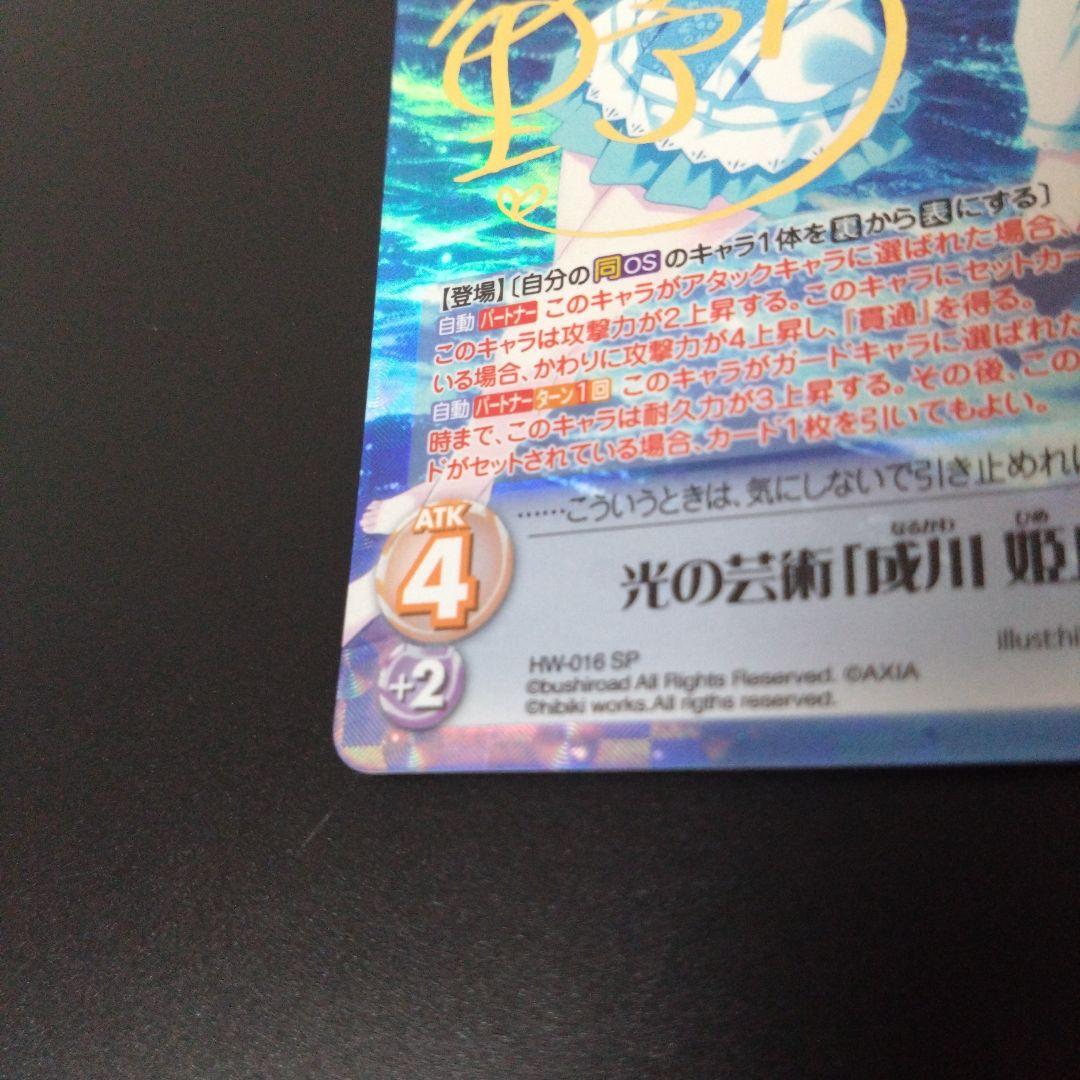 【登場】〔自分の同OSのキャラ1体を裏から表にする〕
自動 パートナー このキャラがアタックキャラに選ばれた場合、
このキャラは攻撃力が2上昇する。このキャラにセットカー
いる場合、かわりに攻撃力が4上昇し、「貫通」を得る。
自動 パートナー ターン1回 このキャラがガードキャラに選ばれた
時まで、このキャラは耐久力が3上昇する。その後、この
ドがセットされている場合、カード1枚を引いてもよい。
……こういうときは、気にしないで引き止めれば
ATK
4
なるかわ ひめ
光の芸術「成川 姫」
illust:hi
+2
HW-016 SP
©bushiroad All Rights Reserved. ©AXIA
©hibiki works.All rigths reserved.